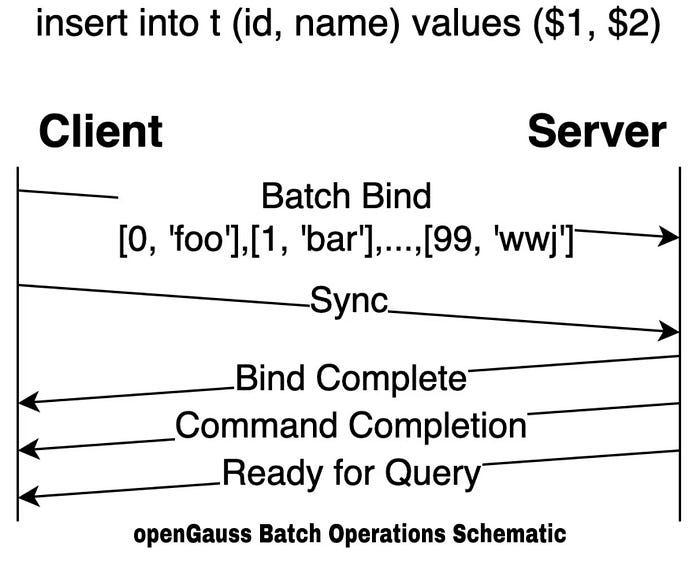 insert into t (id, name) values ($1, $2)
Client
Server
Batch Bind
[0, 'foo'],[1, 'bar'],...,[99, 'wwj']
Sync
Bind Complete
Command Completion
Ready for Query
openGauss Batch Operations Schematic